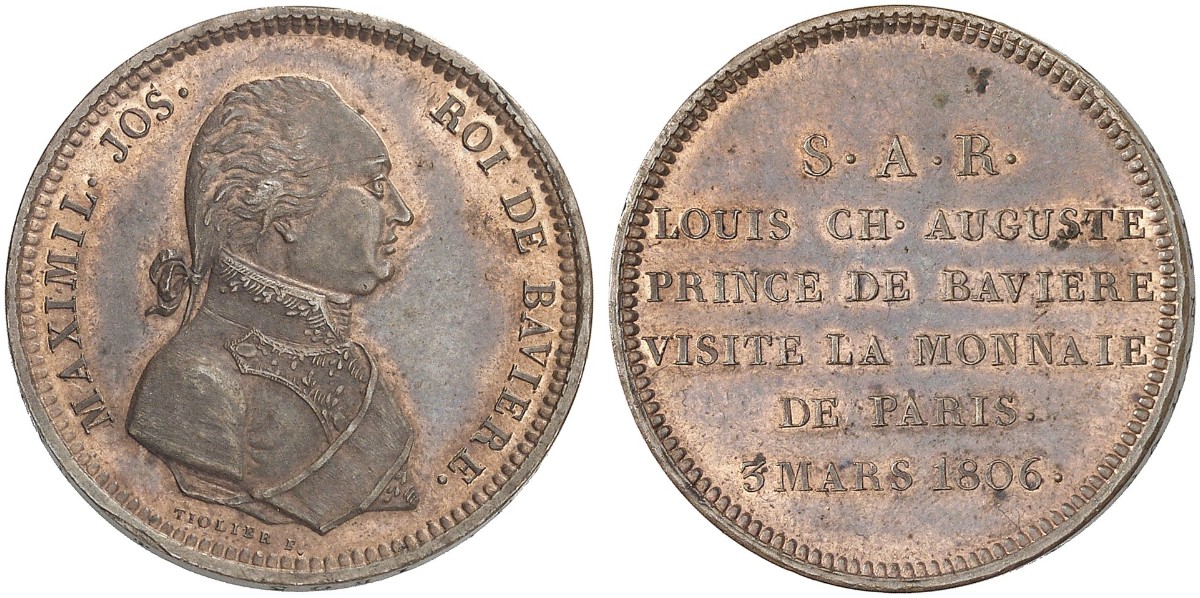 MAXIMIL. JOS. ROI DE BAVIERE.
TIOLIER F.
S. A. R.
LOUIS CH. AUGUSTE
PRINCE DE BAVIERE
VISITE LA MONNAIE
DE PARIS.
3 MARS 1806.